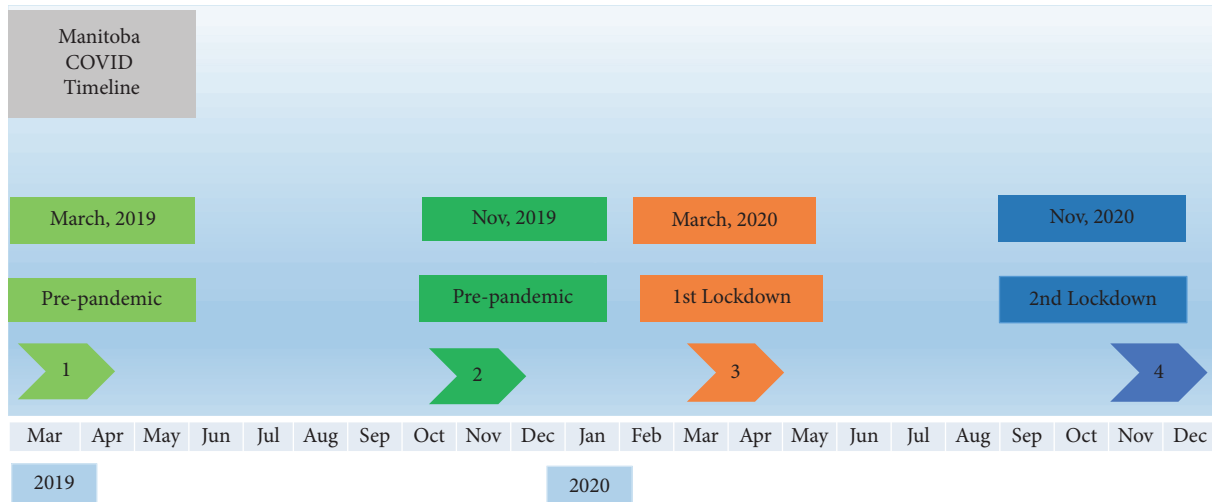 Manitoba
COVID
Timeline
March, 2019
Nov, 2019
March, 2020
Nov, 2020
Pre-pandemic
Pre-pandemic
1st Lockdown
2nd Lockdown
1
2
3
4
Mar Apr May Jun Jul Aug Sep Oct Nov Dec Jan Feb Mar Apr May Jun Jul Aug Sep Oct Nov Dec
2019
2020